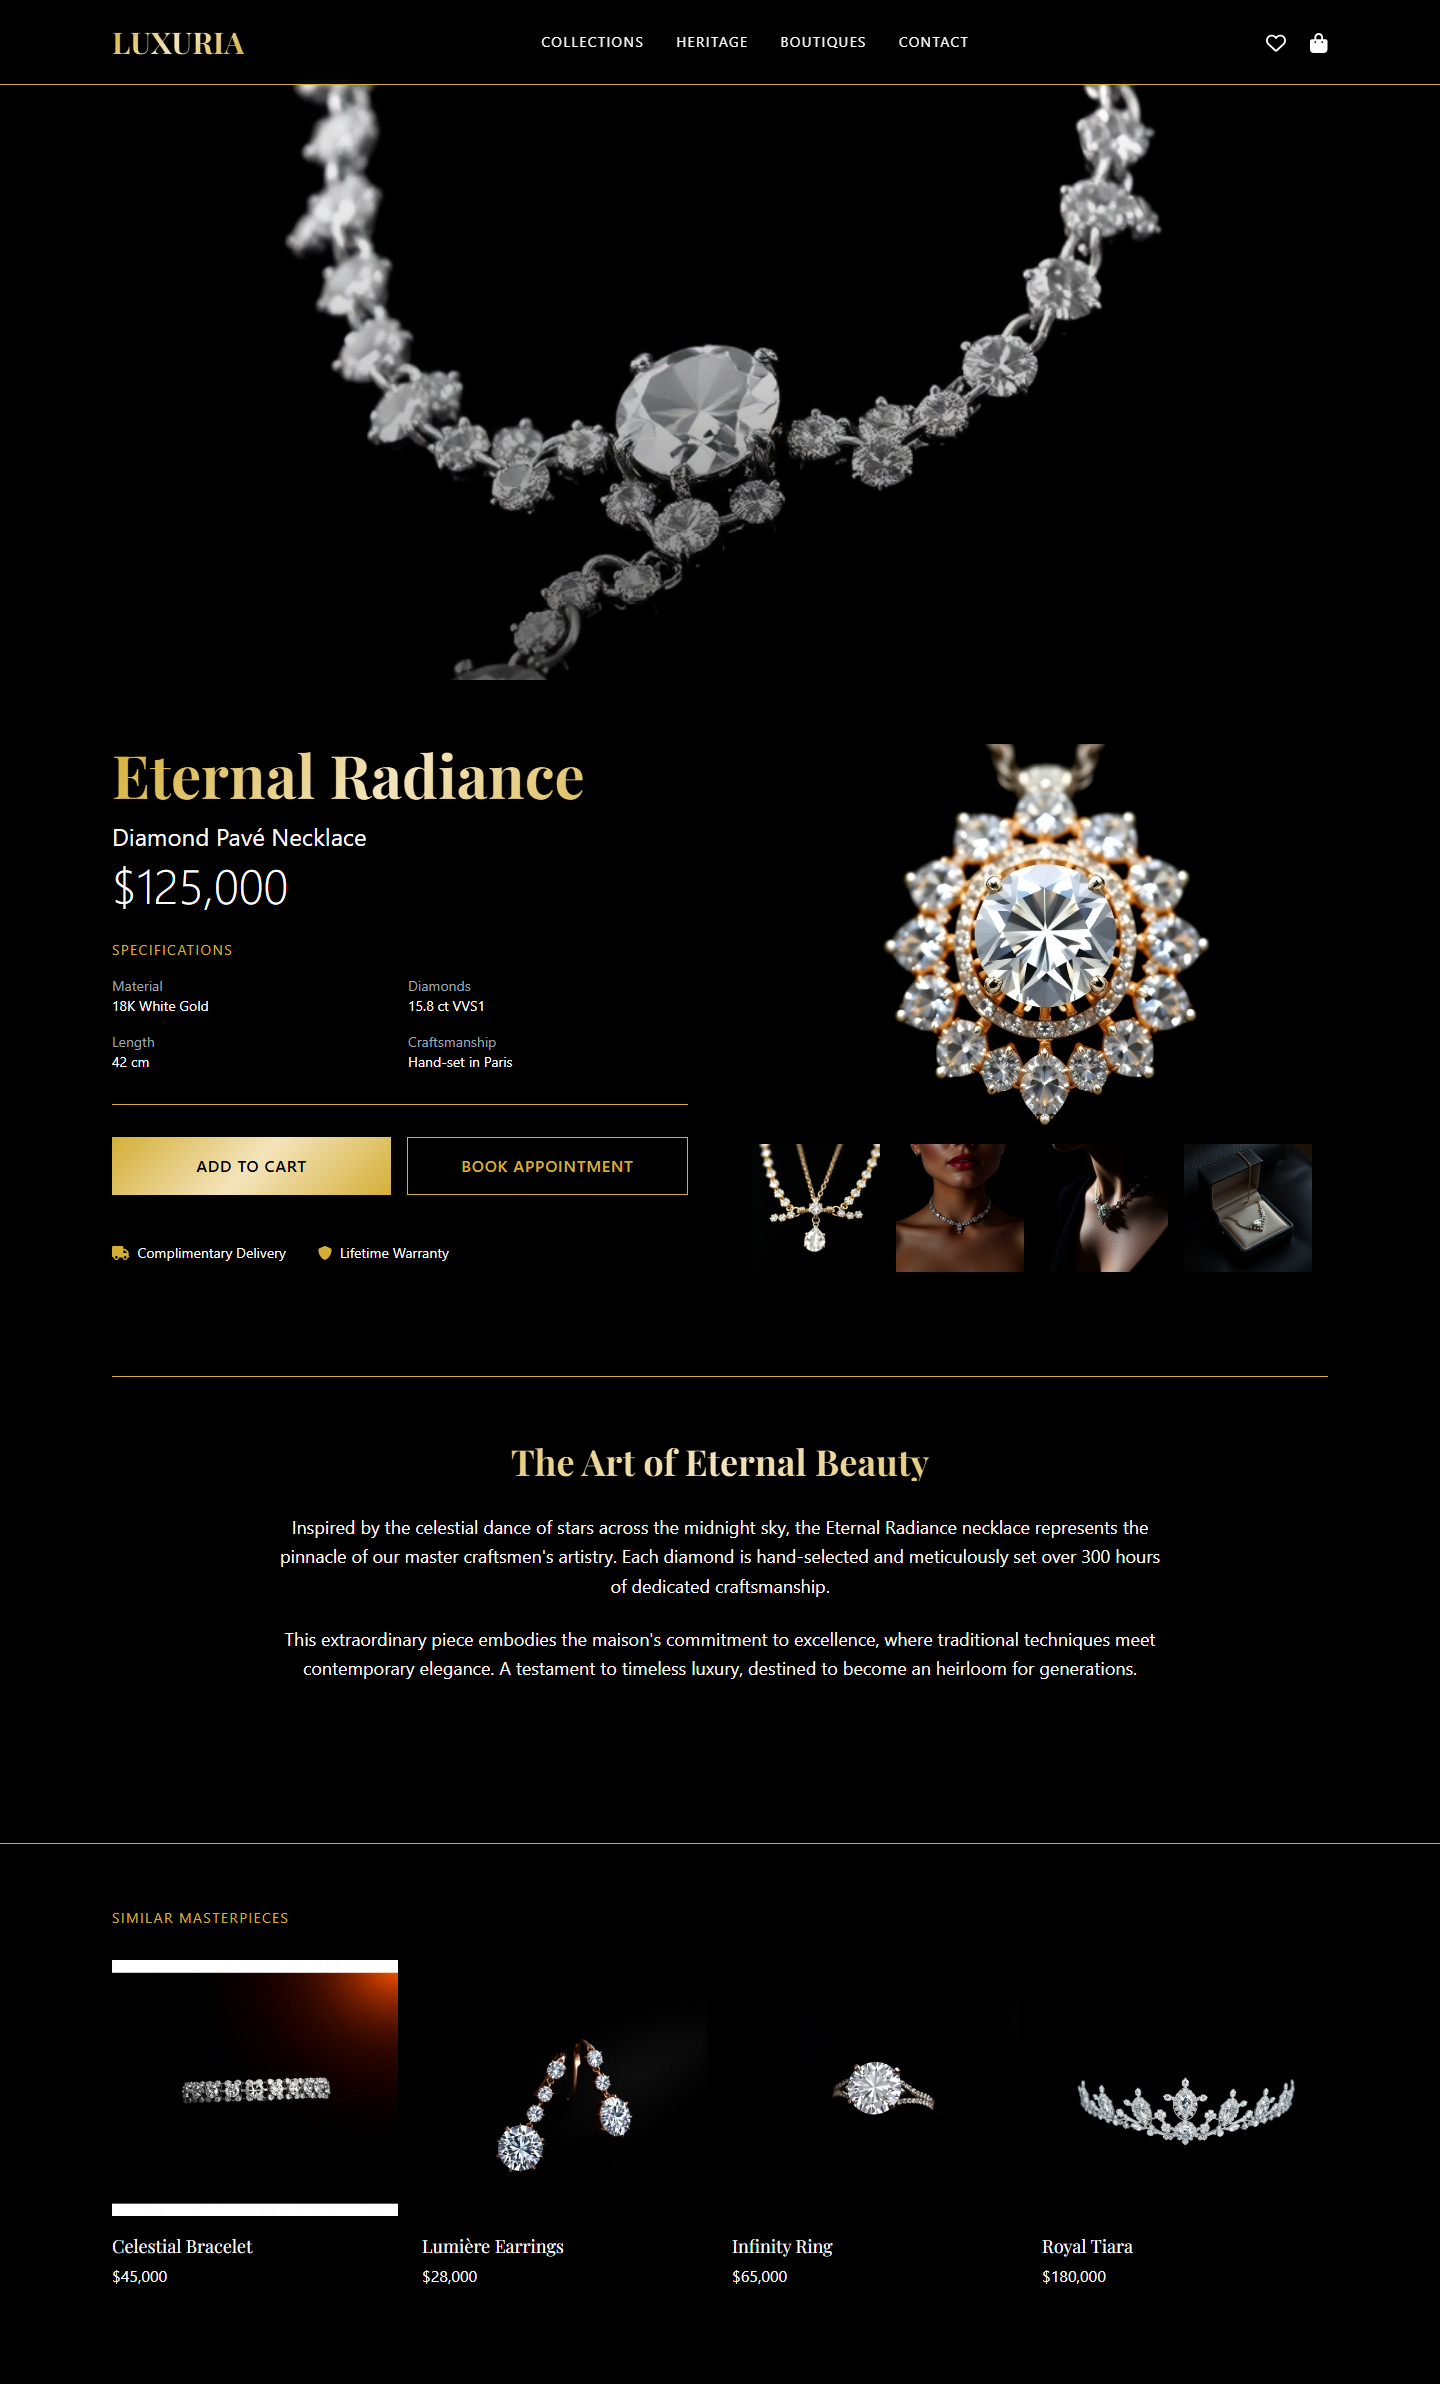 LUXURIA
COLLECTIONS
HERITAGE
BOUTIQUES
CONTACT
Eternal Radiance
Diamond Pavé Necklace
$125,000
SPECIFICATIONS
Material
18K White Gold
Diamonds
15.8 ct VVS1
Length
42 cm
Craftsmanship
Hand-set in Paris
ADD TO CART
BOOK APPOINTMENT
Complimentary Delivery
Lifetime Warranty
The Art of Eternal Beauty
Inspired by the celestial dance of stars across the midnight sky, the Eternal Radiance necklace represents the
pinnacle of our master craftsmen's artistry. Each diamond is hand-selected and meticulously set over 300 hours
of dedicated craftsmanship.
This extraordinary piece embodies the maison's commitment to excellence, where traditional techniques meet
contemporary elegance. A testament to timeless luxury, destined to become an heirloom for generations.
SIMILAR MASTERPIECES
Celestial Bracelet
$45,000
Lumière Earrings
$28,000
Infinity Ring
$65,000
Royal Tiara
$180,000